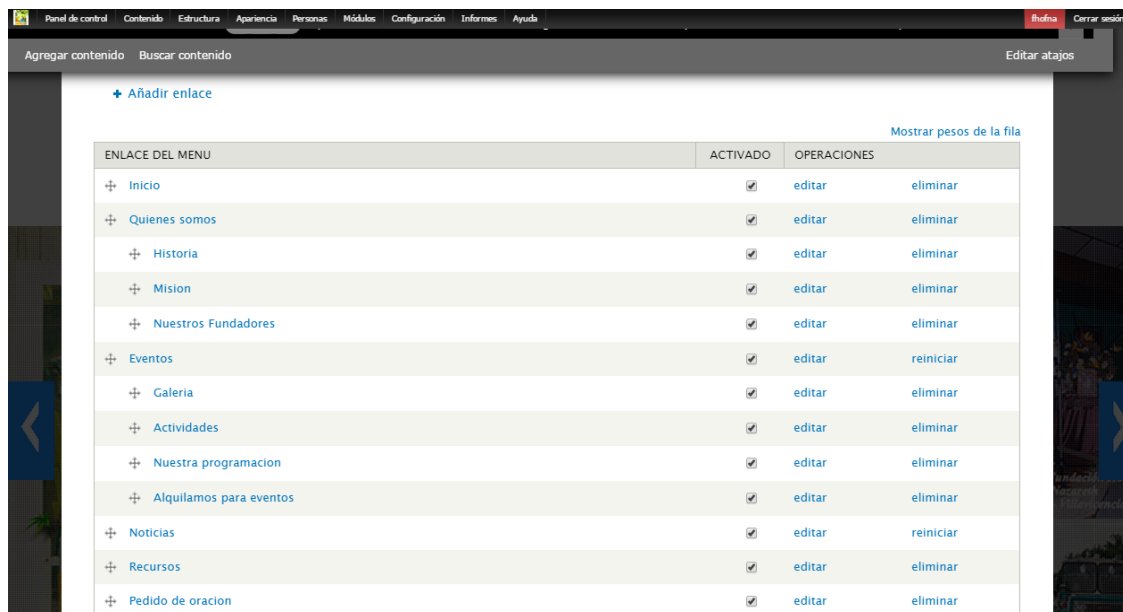 Panel de control Contenido Estructura Apariencia Personas Módulos Configuración Informes Ayuda fhofna Cerrar sesión
Agregar contenido Buscar contenido Editar atajos
Añadir enlace
Mostrar pesos de la fila
ENLACE DEL MENU ACTIVADO OPERACIONES
Inicio editar eliminar
Quienes somos editar eliminar
Historia editar eliminar
Mision editar eliminar
Nuestros Fundadores editar eliminar
Eventos editar reiniciar
Galeria editar eliminar
Actividades editar eliminar
Nuestra programacion editar eliminar
Alquilamos para eventos editar eliminar
Noticias editar reiniciar
Recursos editar eliminar
Pedido de oracion editar eliminar